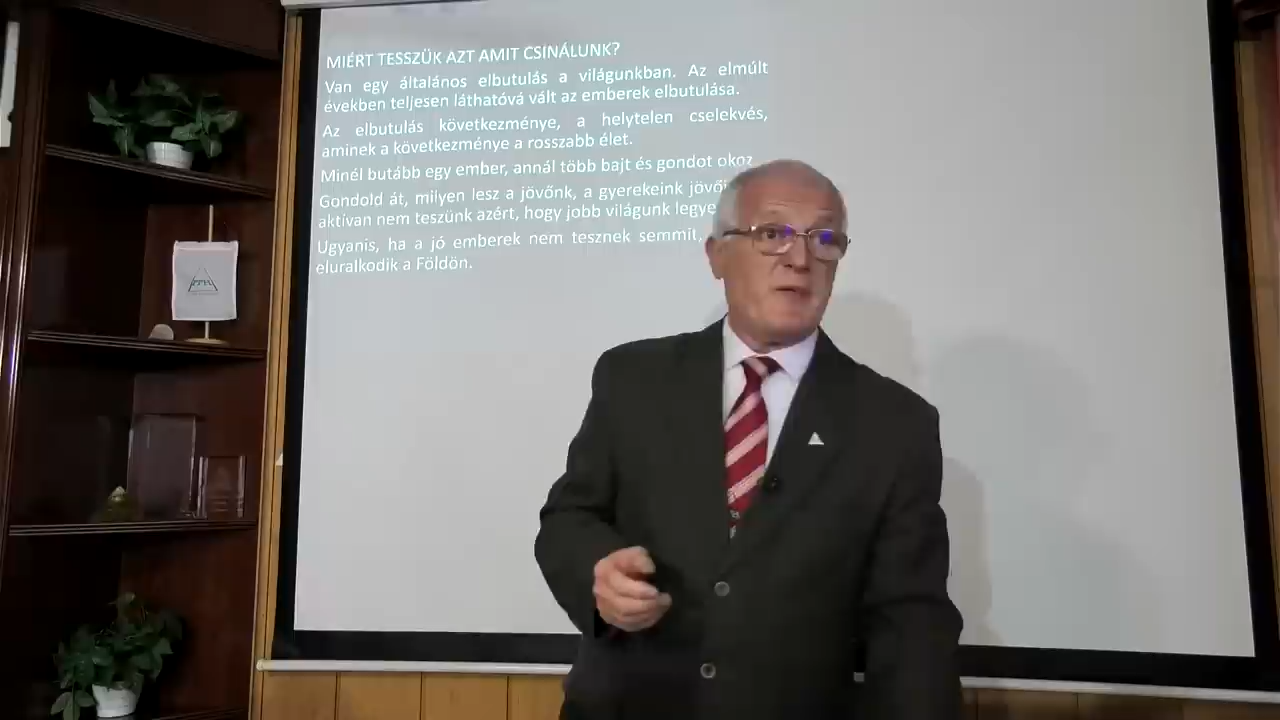 MIÉRT TESSZÜK AZT AMIT CSINÁLUNK?
Van egy általános elbutulás a világunkban. Az elmúlt
években teljesen láthatóvá vált az emberek elbutulása.
Az elbutulás következménye, a helytelen cselekvés,
aminek a következménye a rosszabb élet.
Minél butább egy ember, annál több bajt és gondot okoz
Gondold át, milyen lesz a jövőnk, a gyerekeink
aktívan nem teszünk azért, hogy jobb világunk
Ugyanis, ha a jó emberek nem tesznek semmit,
eluralkodik a Földön.